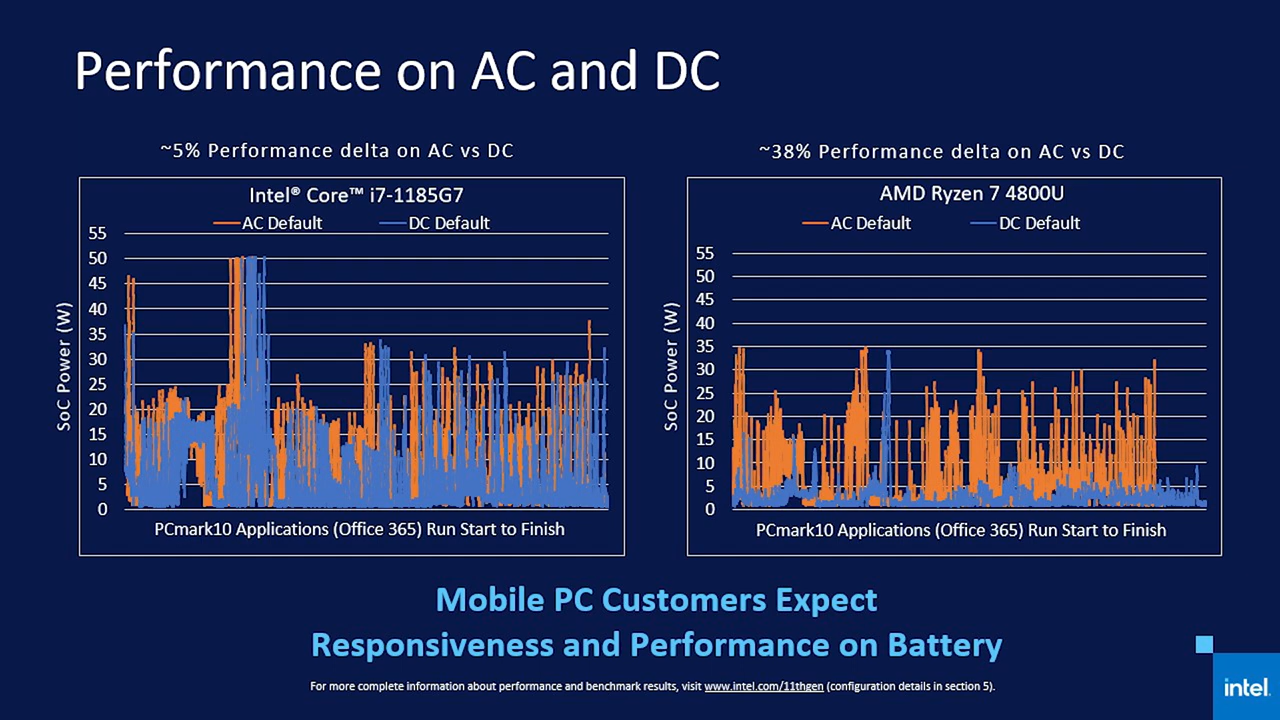 Performance on AC and DC
~5% Performance delta on AC vs DC
Intel® Core™ i7-1185G7
AC Default
DC Default
55
50
45
40
35
30
25
20
15
10
5
0
SoC Power (W)
PCmark10 Applications (Office 365) Run Start to Finish
~38% Performance delta on AC vs DC
AMD Ryzen 7 4800U
AC Default
DC Default
55
50
45
40
35
30
25
20
15
10
5
0
SoC Power (W)
PCmark10 Applications (Office 365) Run Start to Finish
Mobile PC Customers Expect
Responsiveness and Performance on Battery
For more complete information about performance and benchmark results, visit www.intel.com/11thgen (configuration details in section 5).
intel.